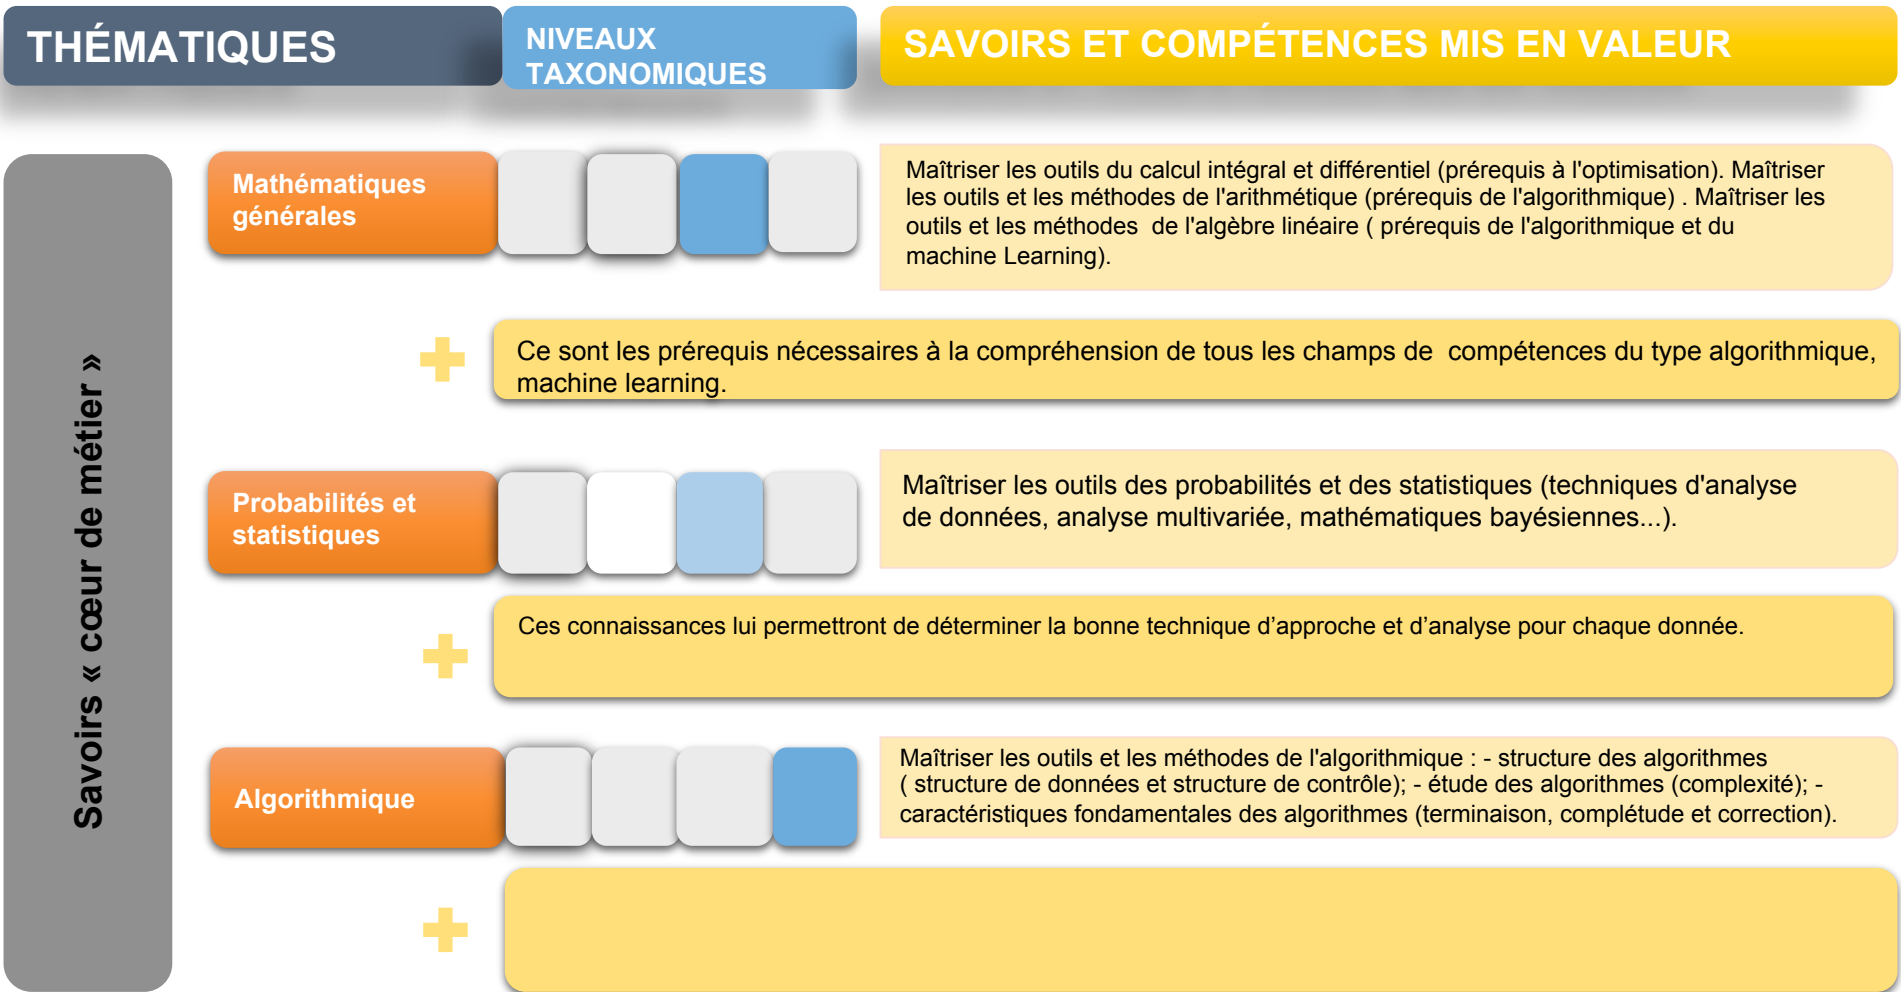 THÉMATIQUES
NIVEAUX
TAXONOMIQUES
SAVOIRS ET COMPÉTENCES MIS EN VALEUR
Savoirs « cœur de métier »
Mathématiques
générales
Maîtriser les outils du calcul intégral et différentiel (prérequis à l'optimisation). Maîtriser
les outils et les méthodes de l'arithmétique (prérequis de l'algorithmique) . Maîtriser les
outils et les méthodes  de l'algèbre linéaire ( prérequis de l'algorithmique et du
machine Learning).
Ce sont les prérequis nécessaires à la compréhension de tous les champs de  compétences du type algorithmique,
machine learning.
Probabilités et
statistiques
Maîtriser les outils des probabilités et des statistiques (techniques d'analyse
de données, analyse multivariée, mathématiques bayésiennes...).
Ces connaissances lui permettront de déterminer la bonne technique d’approche et d’analyse pour chaque donnée.
Algorithmique
Maîtriser les outils et les méthodes de l'algorithmique : - structure des algorithmes
( structure de données et structure de contrôle); - étude des algorithmes (complexité); -
caractéristiques fondamentales des algorithmes (terminaison, complétude et correction).